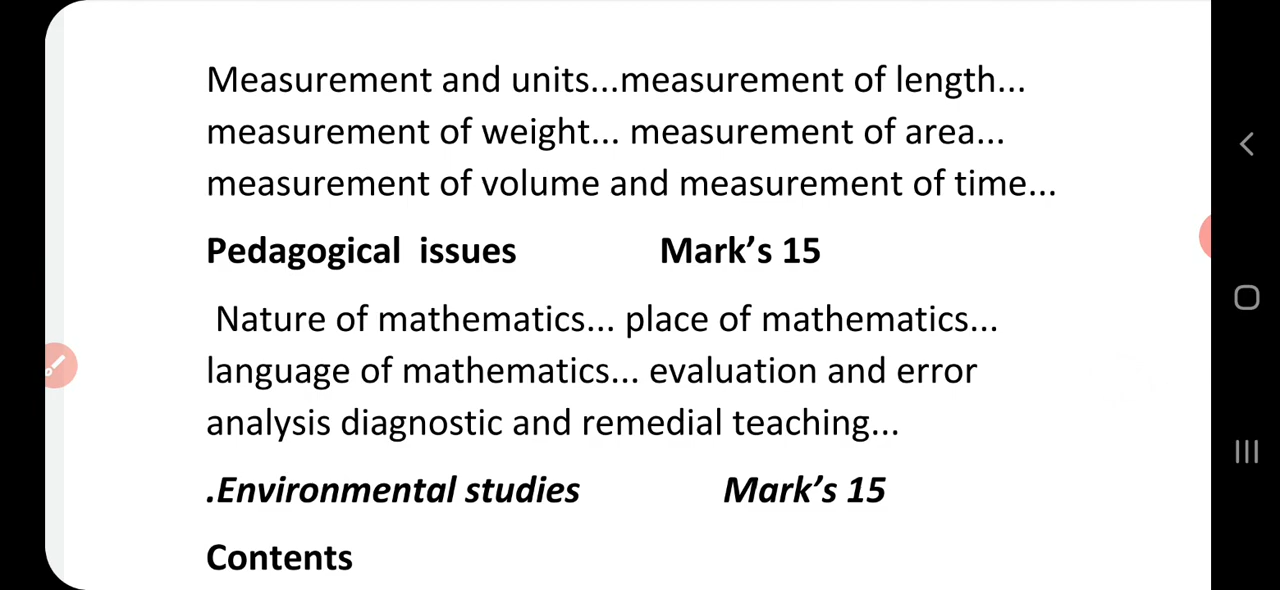 Measurement and units...measurement of length...
measurement of weight... measurement of area...
measurement of volume and measurement of time...
Pedagogical issues Mark’s 15
Nature of mathematics... place of mathematics...
language of mathematics... evaluation and error
analysis diagnostic and remedial teaching...
.Environmental studies Mark’s 15
Contents